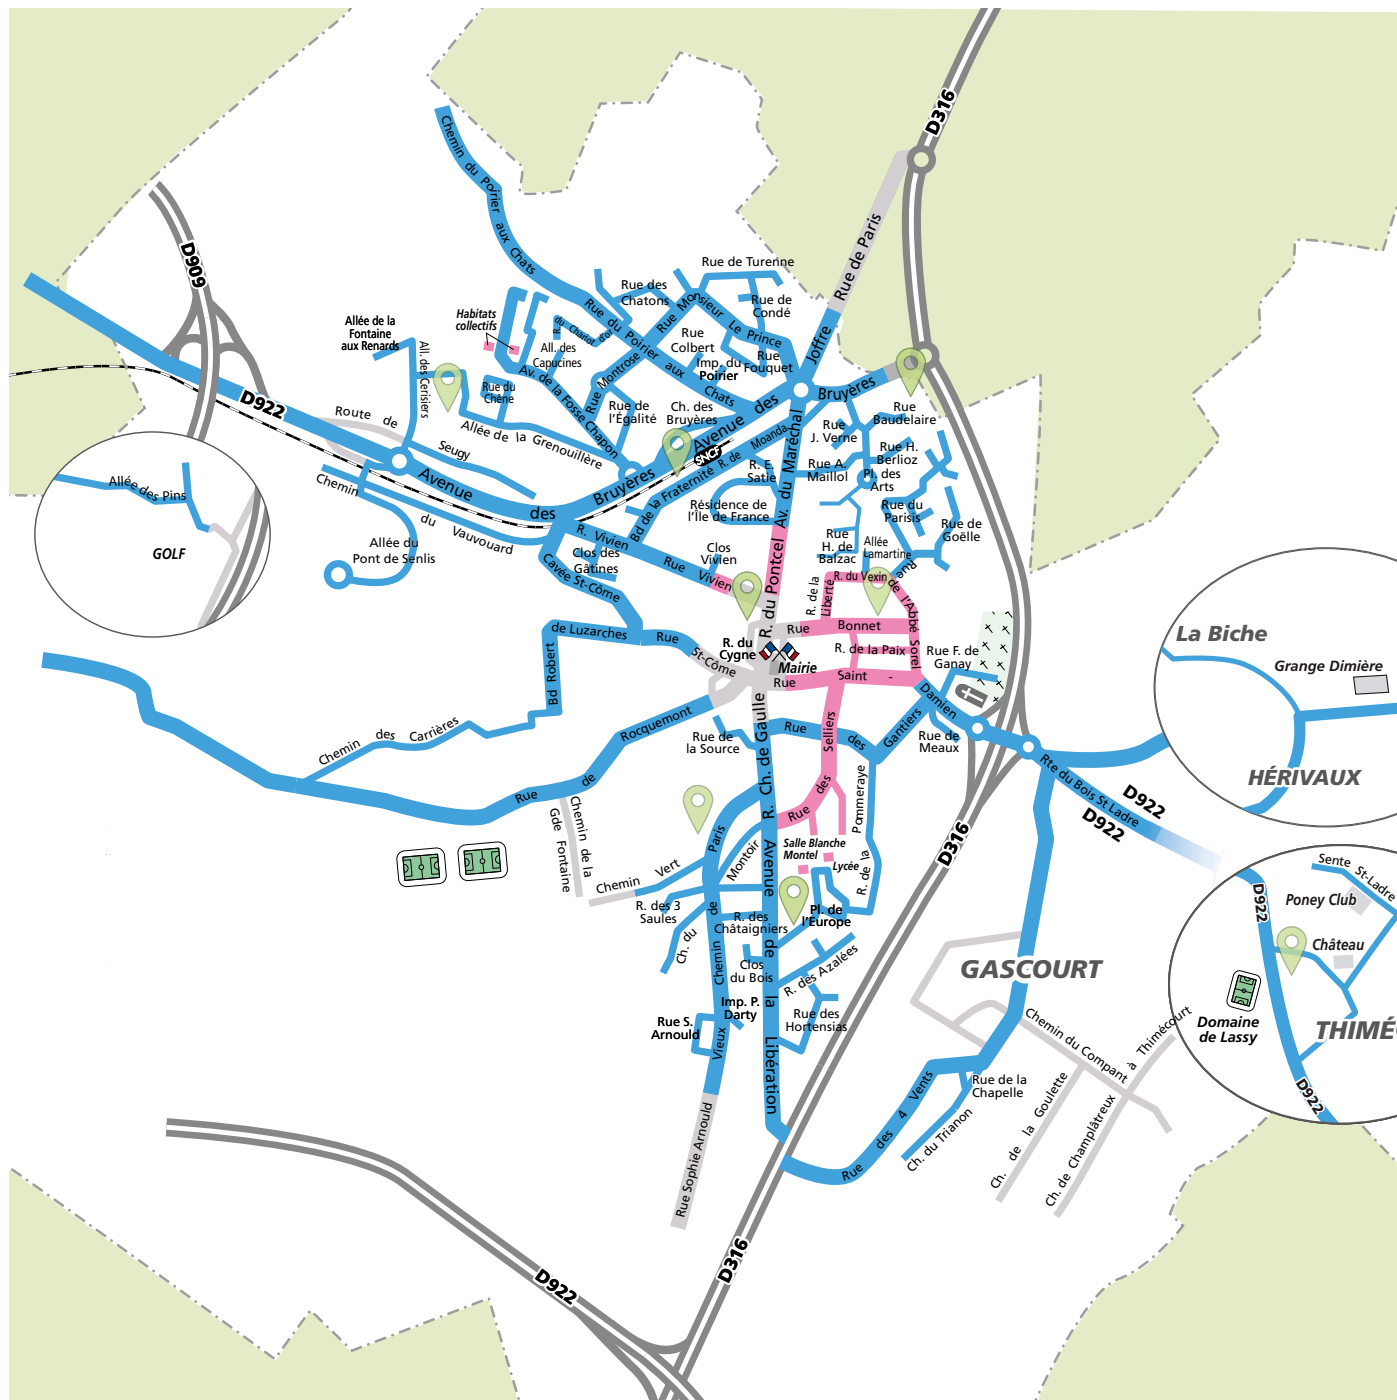 D316
Chemin du Poirier aux Chats
Rue de Paris
D909
Rue de Turenne
Rue des
Chatons
Rue Monsieur Le Prince
Rue de
Condé
Habitats
collectifs
R. du Chariot d'or
Rue du Poirier aux Chats
Allée de la
Fontaine
aux Renards
All. des Cerisiers
All. des
Capucines
Rue
Colbert
Imp. du
Poirier
Rue
Fouquet
Joffre
Rue Montrose
Av. de la Fosse Chapon
Rue du
Chêne
Rue de
l'Égalité
Ch. des
Bruyères
D922
Route de Seugy
Allée de la Grenouillère
Avenue des Bruyères
Avenue des Bruyères
SNCF
R. de Moanda
Bd de la Fraternité
R. E.
Satie
Av. du Maréchal
Rue
Baudelaire
Rue
J. Verne
Rue H.
Berlioz
Rue A.
Maillol
Pl. des
Arts
Rue du
Parisis
Rue de
Goëlle
Résidence de
l'Île de France
Chemin du Vauvouard
Allée du
Pont de Senlis
Allée des Pins
GOLF
R. Vivien
Rue Vivien
Clos
Vivien
Clos des
Gâtines
Cavée St-Côme
Rue
H. de
Balzac
Allée
Lamartine
R. du Vexin
R. de la
Liberté
Rue de l'Abbé Sorel
R. du Pontcel
Rue Bonnet
R. de la Paix
R. du
Cygne
Mairie
Rue Saint - Damien
Rue F. de
Ganay
Bd Robert de Luzarches
Rue St-Côme
Chemin des Carrières
Rue de Rocquemont
Rue de
la Source
R. Ch. de Gaulle
Rue des Gantiers
Rue des Selliers
Rue de
Meaux
Rte du Bois St Ladre
D922
D922
La Biche
Grange Dimière
HÉRIVAUX
Chemin de la
Gde Fontaine
Chemin Vert
Vieux Chemin de Paris
Ch. du Montoir
R. des 3
Saules
Salle Blanche
Montel
Lycée
R. de la Pommeraye
D316
Pl. de
l'Europe
R. des
Châtaigniers
Clos
du Bois
R. des Azalées
Imp. P.
Darty
Rue S.
Arnould
Rue des
Hortensias
Avenue de la Libération
Rue Sophie Arnould
GASCOURT
Chemin du Compant
à Thimécourt
Rue de la
Chapelle
Ch. du Trianon
Rue des 4 Vents
Ch. de la Goulette
Ch. de Champlâtreux
Sente St-Ladre
Poney Club
Château
D922
Domaine
de Lassy
THIMÉ
D922
D922
D316